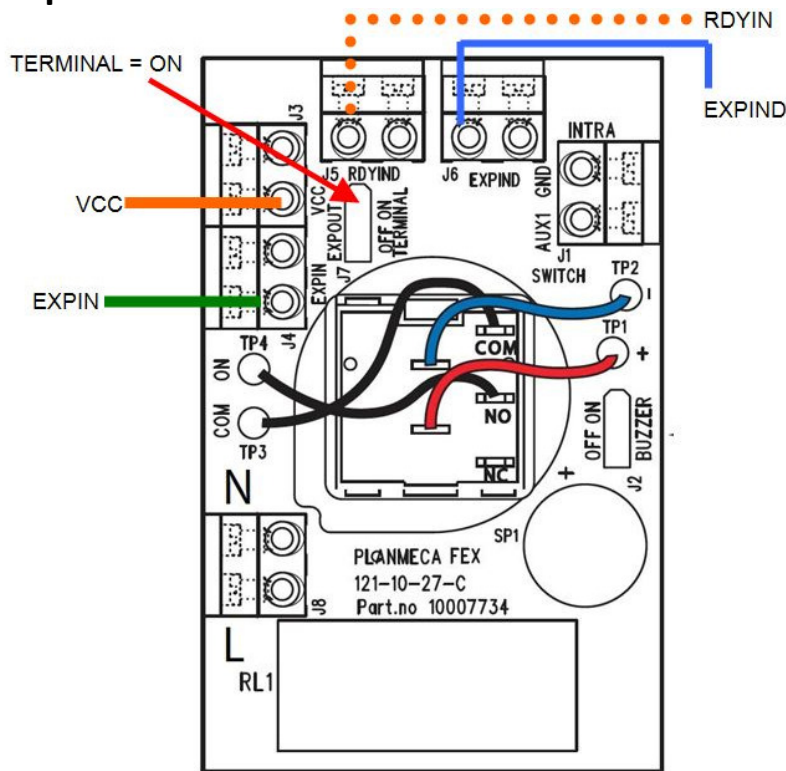 RDYIN
TERMINAL = ON
EXPIND
J3
VCC
VCC
J5 RDYIND
J6 EXPIND
INTRA
GND
AUX1
J1
SWITCH
EXPOUT
OFF ON
TERMINAL
J7
EXPIN
EXPIN
J4
TP2
-
TP1
+
TP4
ON
COM
TP3
COM
NO
NC
OFF ON
BUZZER
J2
+
SP1
N
J8
L
PLANMECA FEX
121-10-27-C
Part.no 10007734
RL1